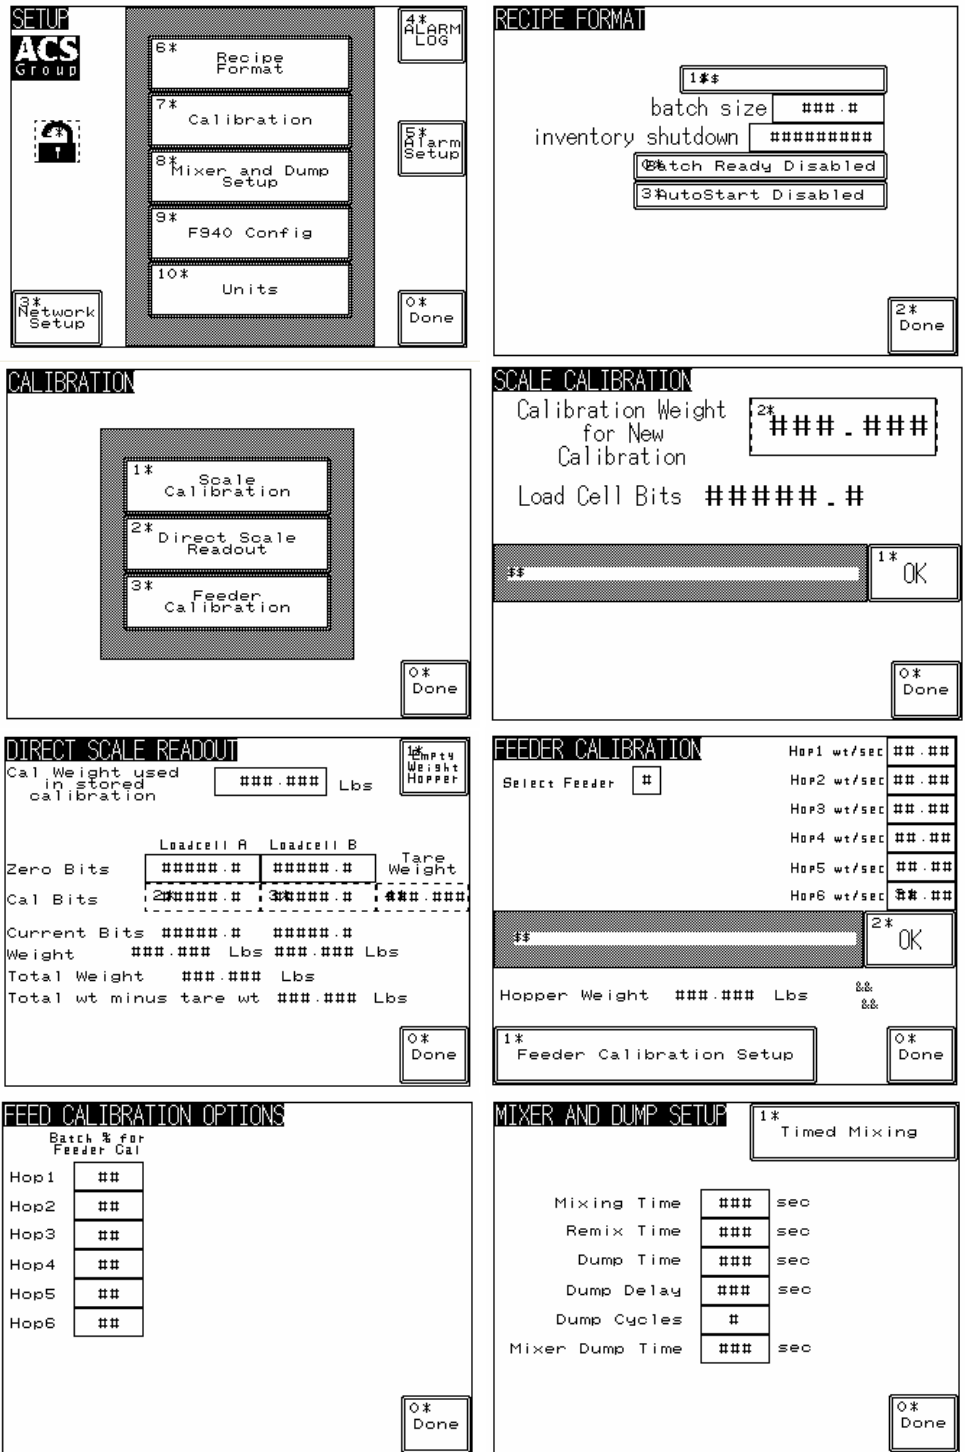 SETUP
ACS
Group
2*
6*
Recipe
Format
7*
Calibration
8*
Mixer and Dump
Setup
9*
F940 Config
10*
Units
4*
ALARM
LOG
5*
Alarm
Setup
3*
Network
Setup
0*
Done
RECIPE FORMAT
1*$
batch size ###.#
inventory shutdown #########
Batch Ready Disabled
3*
AutoStart Disabled
2*
Done
CALIBRATION
1*
Scale
Calibration
2*
Direct Scale
Readout
3*
Feeder
Calibration
0*
Done
SCALE CALIBRATION
Calibration Weight
for New
Calibration
2*
###.###
Load Cell Bits #####.#
$$
1*
OK
0*
Done
DIRECT SCALE READOUT
Cal Weight used
in stored
calibration
###.### Lbs
1*
Empty
Weight
Hopper
Loadcell A Loadcell B
Tare
Weight
Zero Bits #####.# #####.#
Cal Bits 2*#####.# 3*#####.# ###.###
Current Bits #####.# #####.#
Weight ###.### Lbs ###.### Lbs
Total Weight ###.### Lbs
Total wt minus tare wt ###.### Lbs
0*
Done
FEEDER CALIBRATION
Select Feeder #
Hop1 wt/sec ##.##
Hop2 wt/sec ##.##
Hop3 wt/sec ##.##
Hop4 wt/sec ##.##
Hop5 wt/sec ##.##
Hop6 wt/sec ##.##
$$
2*
OK
Hopper Weight ###.### Lbs
&&
&&
1*
Feeder Calibration Setup
0*
Done
FEED CALIBRATION OPTIONS
Batch % for
Feeder Cal
Hop1 ##
Hop2 ##
Hop3 ##
Hop4 ##
Hop5 ##
Hop6 ##
0*
Done
MIXER AND DUMP SETUP
1*
Timed Mixing
Mixing Time ### sec
Remix Time ### sec
Dump Time ### sec
Dump Delay ### sec
Dump Cycles #
Mixer Dump Time ### sec
0*
Done